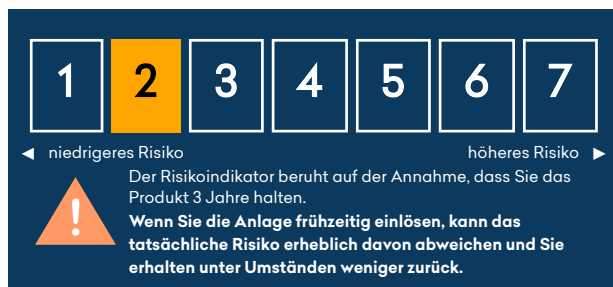 1 2 3 4 5 6 7
◄ niedrigeres Risiko höheres Risiko ►
Der Risikoindikator beruht auf der Annahme, dass Sie das
Produkt 3 Jahre halten.
!
Wenn Sie die Anlage frühzeitig einlösen, kann das
tatsächliche Risiko erheblich davon abweichen und Sie
erhalten unter Umständen weniger zurück.